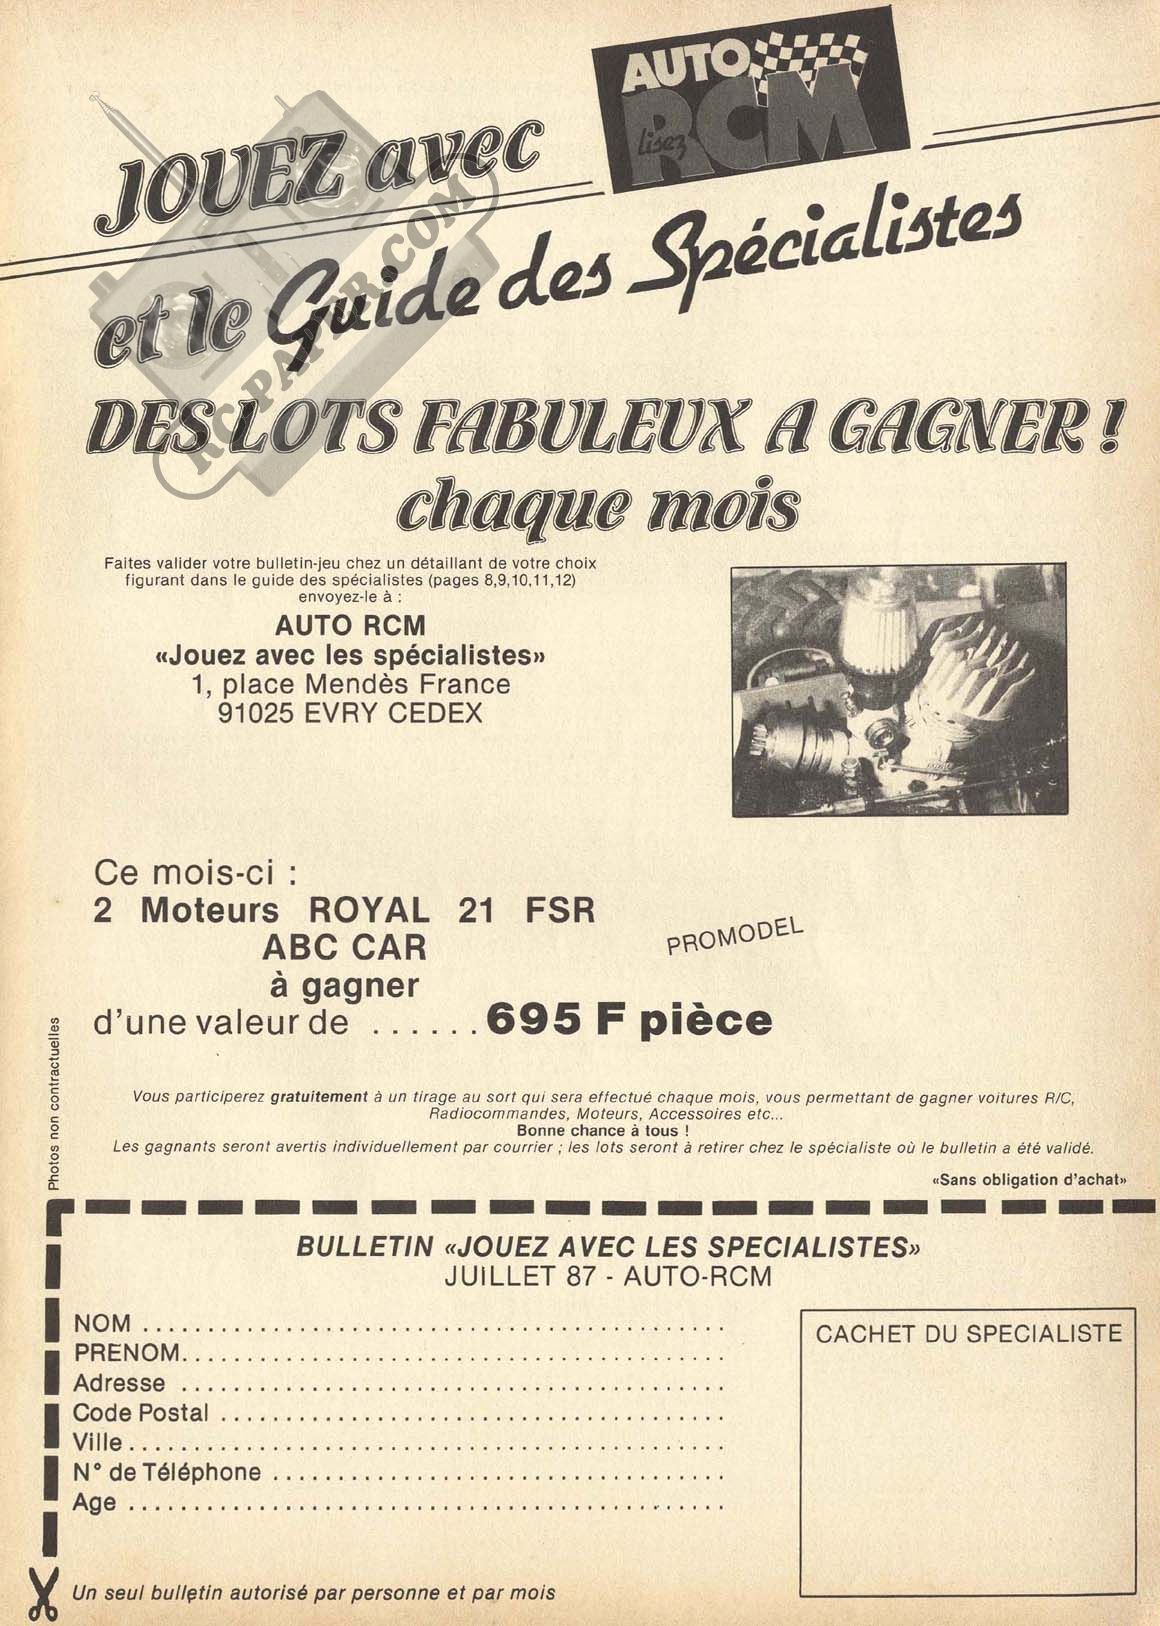 AUTO
lisez
RCM
JOUEZ avec
et le Guide des Spécialistes
RC-PAPER.COM
DES LOTS FABULEUX A GAGNER !
chaque mois
Faites valider votre bulletin-jeu chez un détaillant de votre choix
figurant dans le guide des spécialistes (pages 8,9,10,11,12)
envoyez-le à :
AUTO RCM
«Jouez avec les spécialistes»
1, place Mendès France
91025 EVRY CEDEX
Ce mois-ci :
2 Moteurs ROYAL 21 FSR
ABC CAR
à gagner
d'une valeur de ......695 F pièce
PROMODEL
Photos non contractuelles
Vous participerez gratuitement à un tirage au sort qui sera effectué chaque mois, vous permettant de gagner voitures R/C,
Radiocommandes, Moteurs, Accessoires etc...
Bonne chance à tous !
Les gagnants seront avertis individuellement par courrier ; les lots seront à retirer chez le spécialiste où le bulletin a été validé.
«Sans obligation d'achat»
BULLETIN «JOUEZ AVEC LES SPECIALISTES»
JUILLET 87 - AUTO-RCM
NOM
PRENOM
Adresse
Code Postal
Ville
N° de Téléphone
Age
CACHET DU SPECIALISTE
Un seul bulletin autorisé par personne et par mois